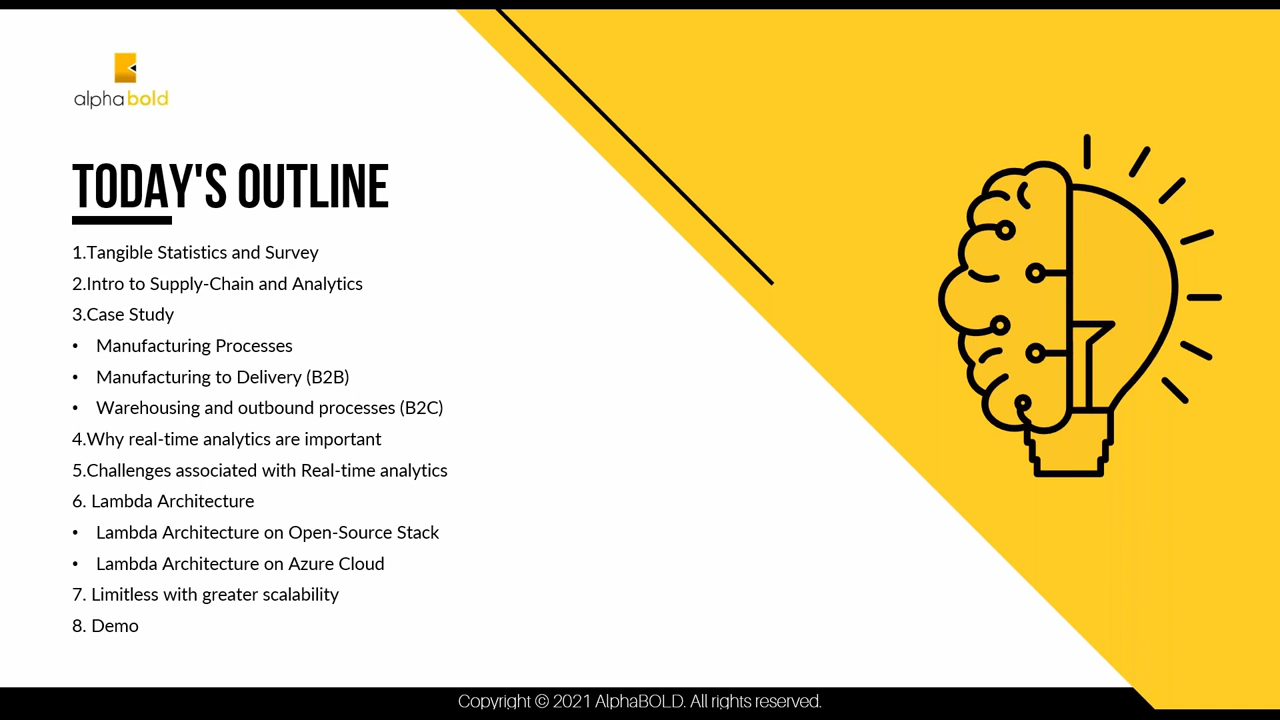 alphabold
TODAY'S OUTLINE
1.Tangible Statistics and Survey
2.Intro to Supply-Chain and Analytics
3.Case Study
• Manufacturing Processes
• Manufacturing to Delivery (B2B)
• Warehousing and outbound processes (B2C)
4.Why real-time analytics are important
5.Challenges associated with Real-time analytics
6. Lambda Architecture
• Lambda Architecture on Open-Source Stack
• Lambda Architecture on Azure Cloud
7. Limitless with greater scalability
8. Demo
Copyright © 2021 AlphaBOLD. All rights reserved.